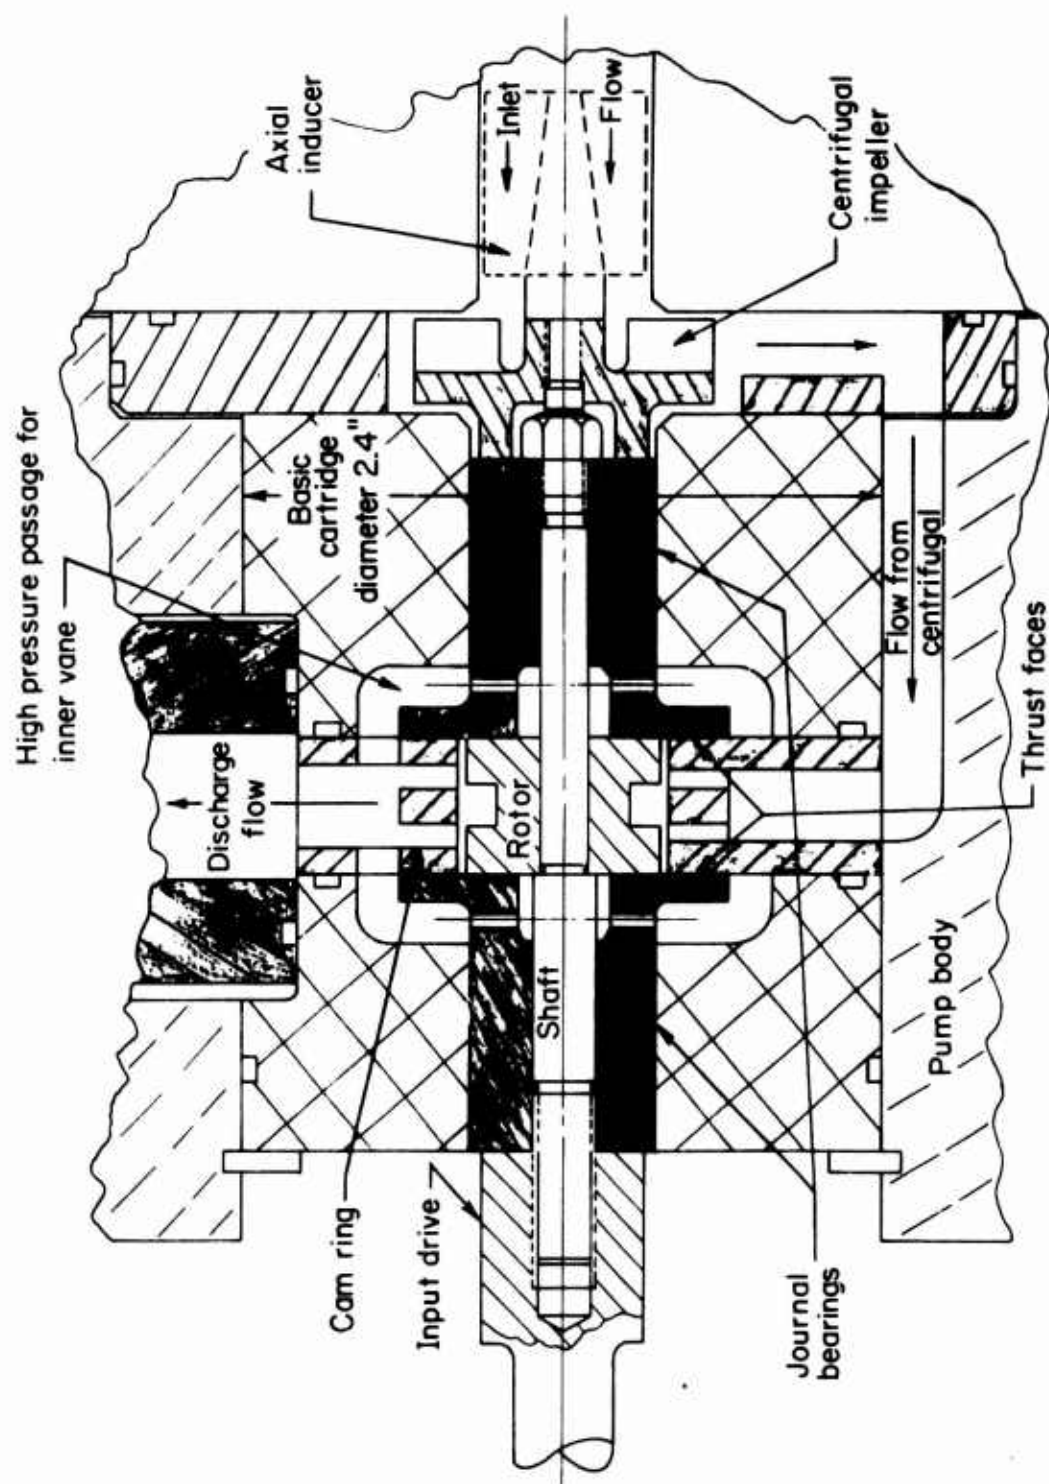 High pressure passage for
inner vane
Axial
inducer
Inlet
Flow
Discharge
flow
Basic
cartridge
diameter 2.4"
Centrifugal
impeller
Cam ring
Rotor
Shaft
Input drive
Flow from
centrifugal
Pump body
Journal
bearings
Thrust faces